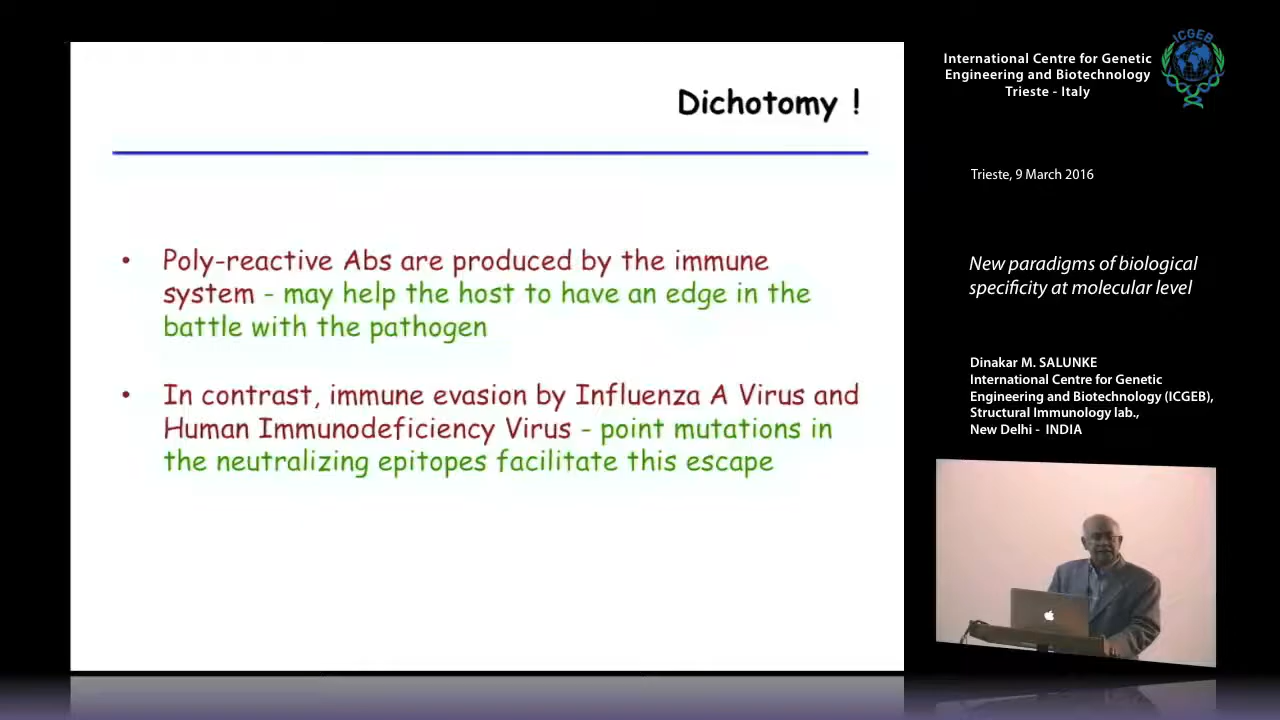 Dichotomy !
• Poly-reactive Abs are produced by the immune
system - may help the host to have an edge in the
battle with the pathogen
• In contrast, immune evasion by Influenza A Virus and
Human Immunodeficiency Virus - point mutations in
the neutralizing epitopes facilitate this escape
International Centre for Genetic
Engineering and Biotechnology
Trieste - Italy
ICGEB
Trieste, 9 March 2016
New paradigms of biological
specificity at molecular level
Dinakar M. SALUNKE
International Centre for Genetic
Engineering and Biotechnology (ICGEB),
Structural Immunology lab.,
New Delhi - INDIA